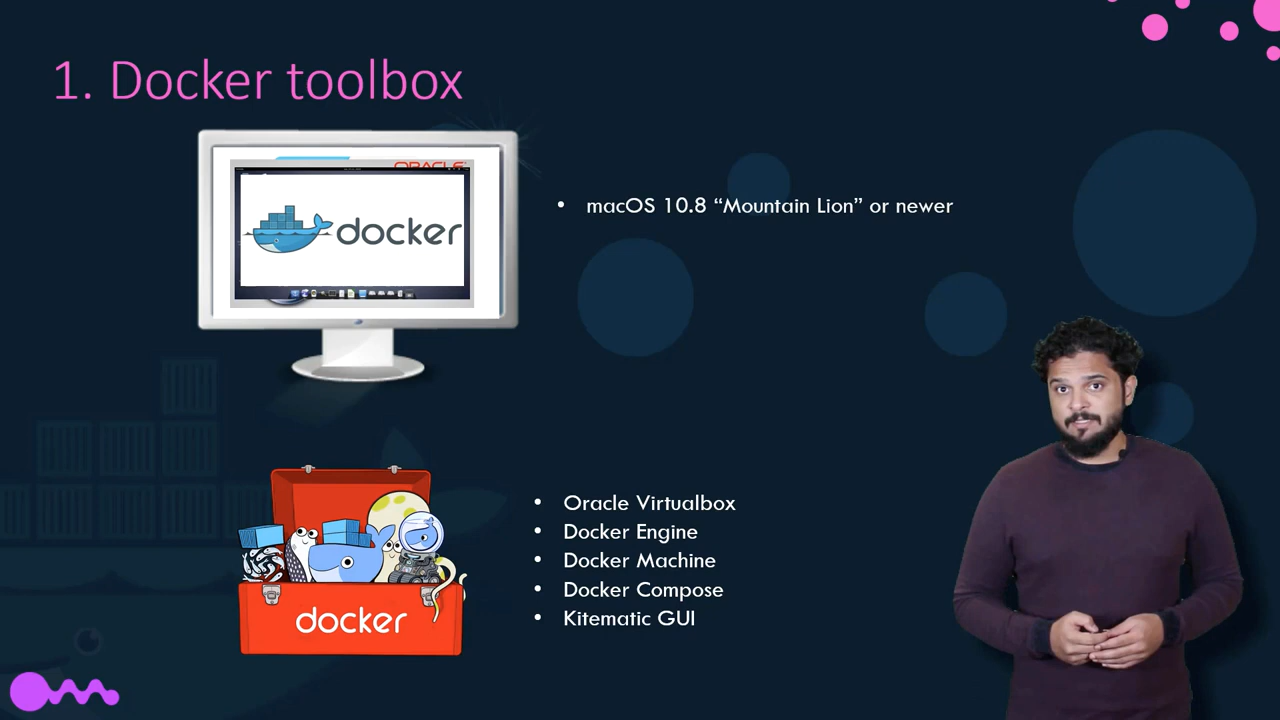 1. Docker toolbox
ORACLE
docker
• macOS 10.8 “Mountain Lion” or newer
• Oracle Virtualbox
• Docker Engine
• Docker Machine
• Docker Compose
• Kitematic GUI
docker